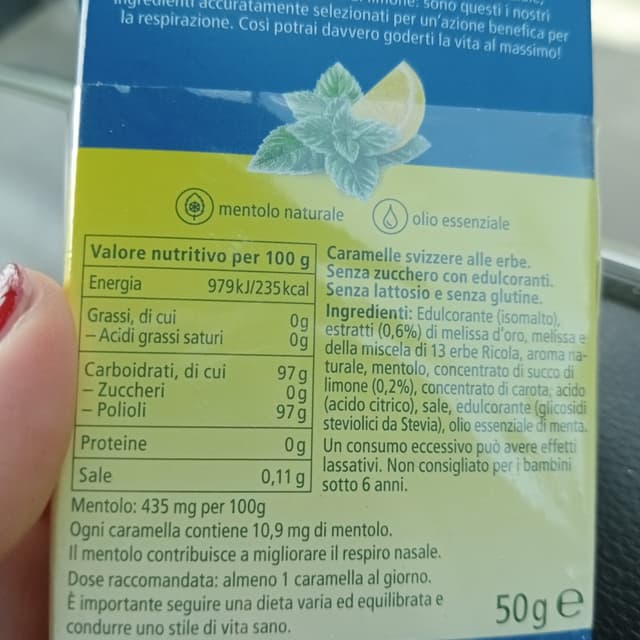 sono questi i nostri
ingredienti accuratamente selezionati per un'azione benefica per
la respirazione. Così potrai davvero goderti la vita al massimo!
mentolo naturale
olio essenziale
Valore nutritivo per 100 g
Energia 979 kJ/235 kcal
Grassi, di cui 0g
– Acidi grassi saturi 0g
Carboidrati, di cui 97g
– Zuccheri 0g
– Polioli 97g
Proteine 0g
Sale 0,11 g
Caramelle svizzere alle erbe.
Senza zucchero con edulcoranti.
Senza lattosio e senza glutine.
Ingredienti: Edulcorante (isomalto),
estratti (0,6%) di melissa d'oro, melissa e
della miscela di 13 erbe Ricola, aroma na-
turale, mentolo, concentrato di succo di
limone (0,2%), concentrato di carota, acido
(acido citrico), sale, edulcorante (glicosidi
steviolici da Stevia), olio essenziale di menta.
Un consumo eccessivo può avere effetti
lassativi. Non consigliato per i bambini
sotto 6 anni.
Mentolo: 435 mg per 100g
Ogni caramella contiene 10,9 mg di mentolo.
Il mentolo contribuisce a migliorare il respiro nasale.
Dose raccomandata: almeno 1 caramella al giorno.
È importante seguire una dieta varia ed equilibrata e
condurre uno stile di vita sano.
50g e